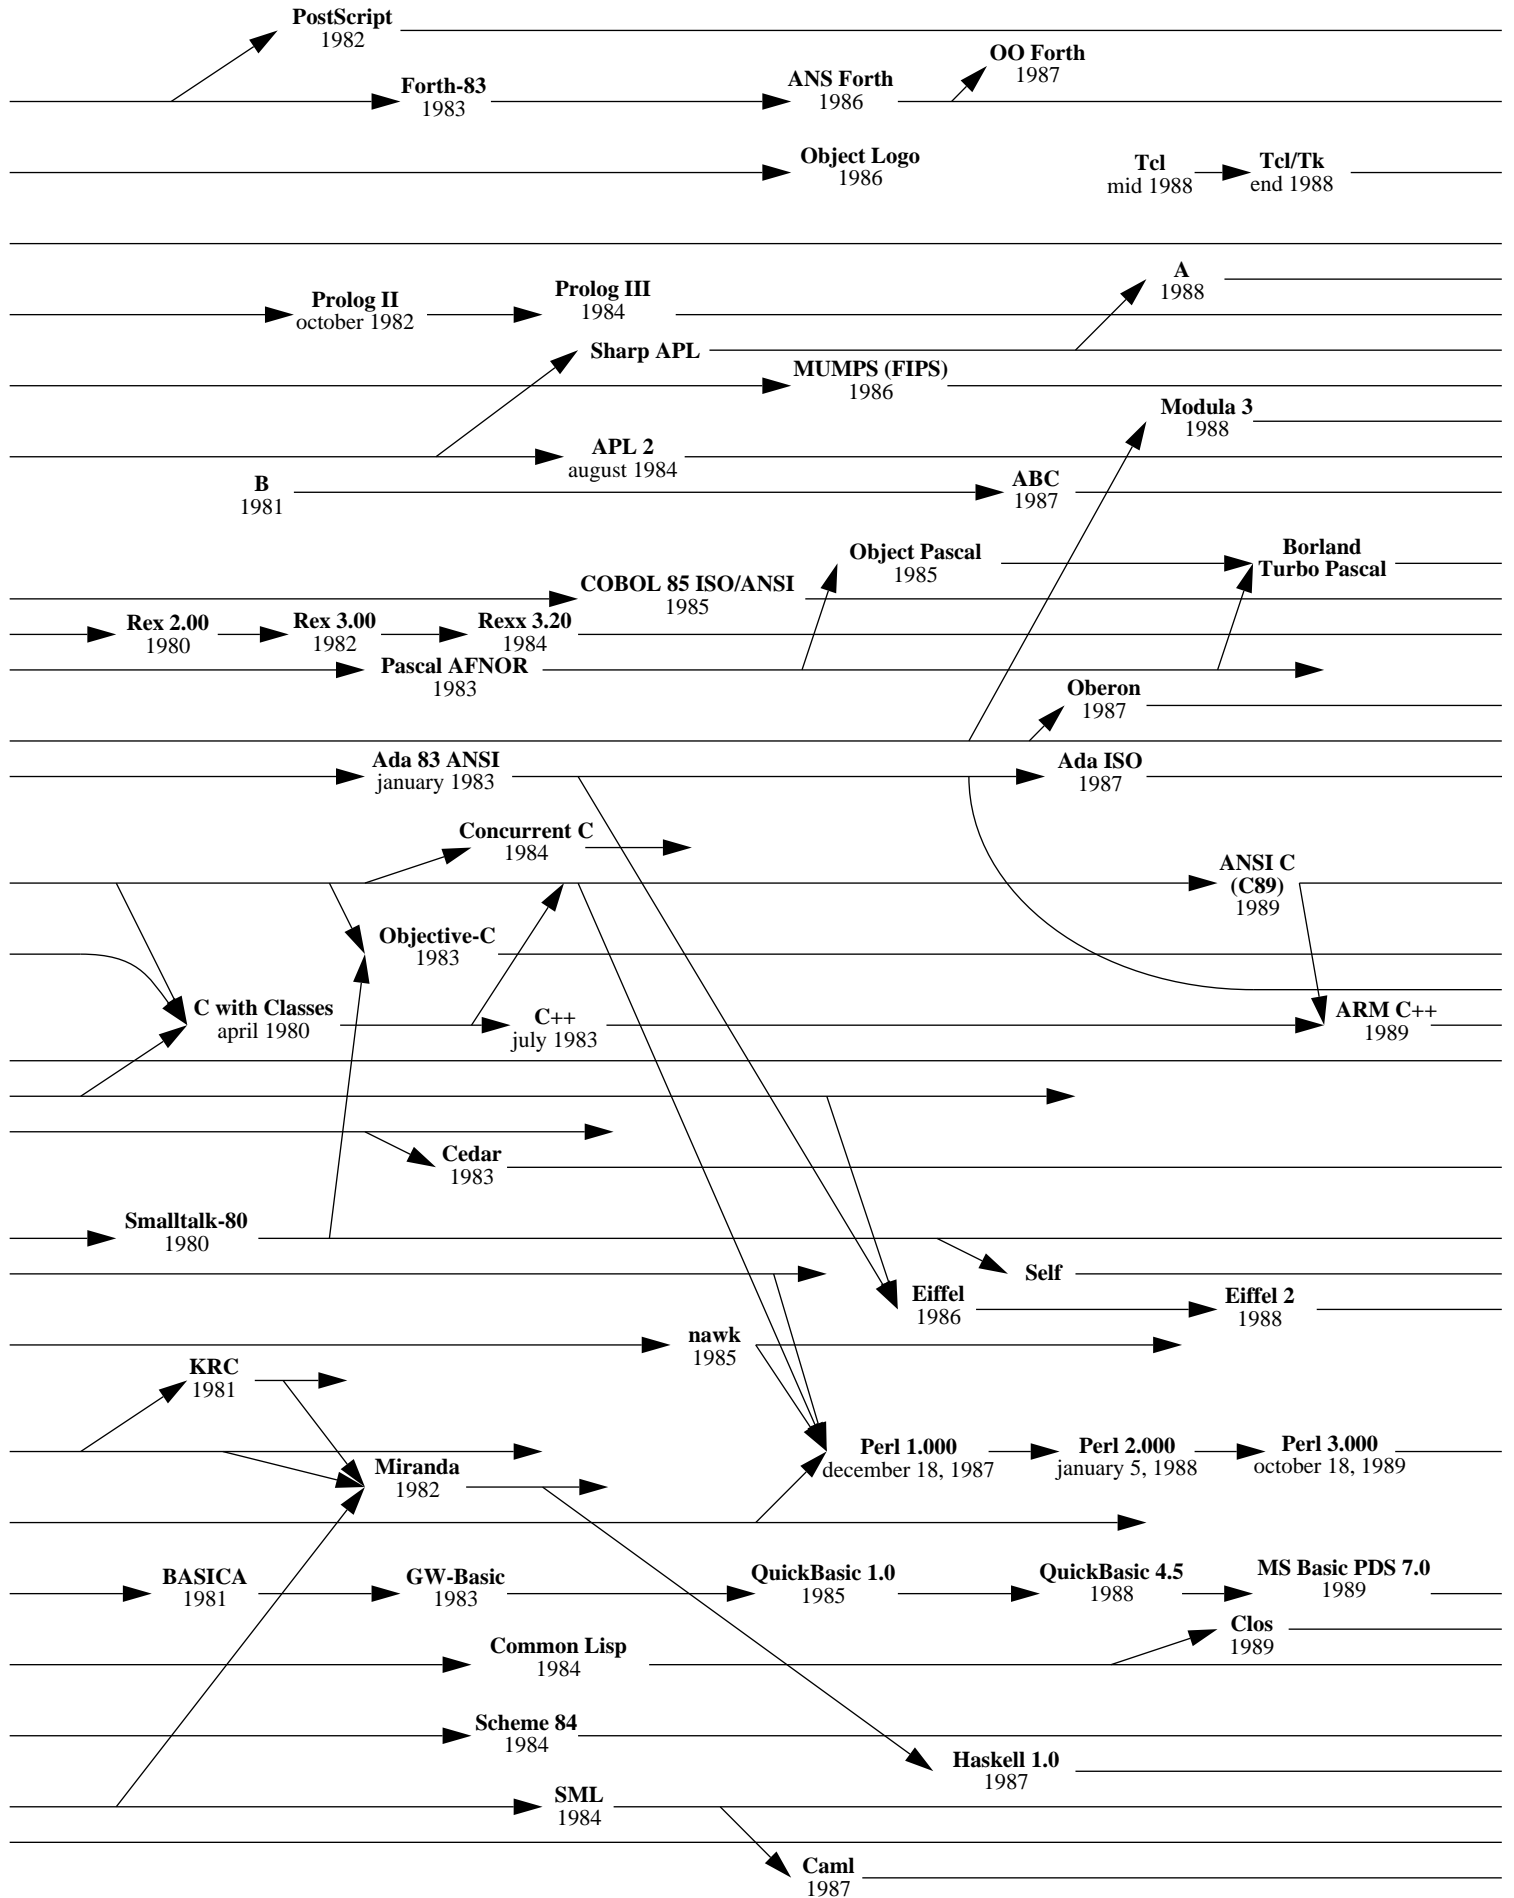 PostScript
1982
OO Forth
1987
Forth-83
1983
ANS Forth
1986
Object Logo
1986
Tcl
mid 1988
Tcl/Tk
end 1988
A
1988
Prolog II
october 1982
Prolog III
1984
Sharp APL
MUMPS (FIPS)
1986
Modula 3
1988
APL 2
august 1984
B
1981
ABC
1987
Object Pascal
1985
Borland
Turbo Pascal
COBOL 85 ISO/ANSI
1985
Rex 2.00
1980
Rex 3.00
1982
Rexx 3.20
1984
Pascal AFNOR
1983
Oberon
1987
Ada 83 ANSI
january 1983
Ada ISO
1987
Concurrent C
1984
ANSI C
(C89)
1989
Objective-C
1983
C with Classes
april 1980
C++
july 1983
ARM C++
1989
Cedar
1983
Smalltalk-80
1980
Self
Eiffel
1986
Eiffel 2
1988
nawk
1985
KRC
1981
Perl 1.000
december 18, 1987
Perl 2.000
january 5, 1988
Perl 3.000
october 18, 1989
Miranda
1982
BASICA
1981
GW-Basic
1983
QuickBasic 1.0
1985
QuickBasic 4.5
1988
MS Basic PDS 7.0
1989
Clos
1989
Common Lisp
1984
Scheme 84
1984
Haskell 1.0
1987
SML
1984
Caml
1987